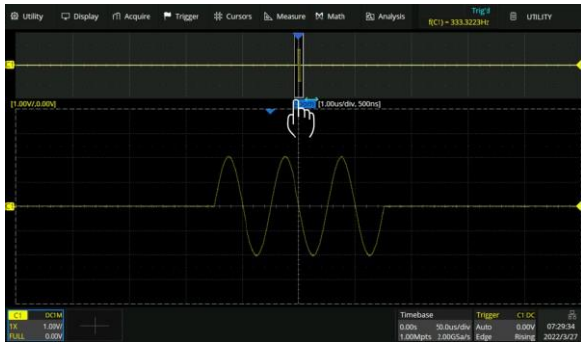 Utility Display Acquire Trigger Cursors Measure Math Analysis
Trig'd
f(C1) = 333.3223Hz
UTILITY
C1
[1.00V/,0.00V]
[1.00us/div, 500ns]
C1
C1 DC1M
1X 1.00V/
FULL 0.00V
Timebase
0.00s 50.0us/div
1.00Mpts 2.00GSa/s
Trigger C1 DC
Auto 0.00V
Edge Rising
07:29:34
2022/3/27